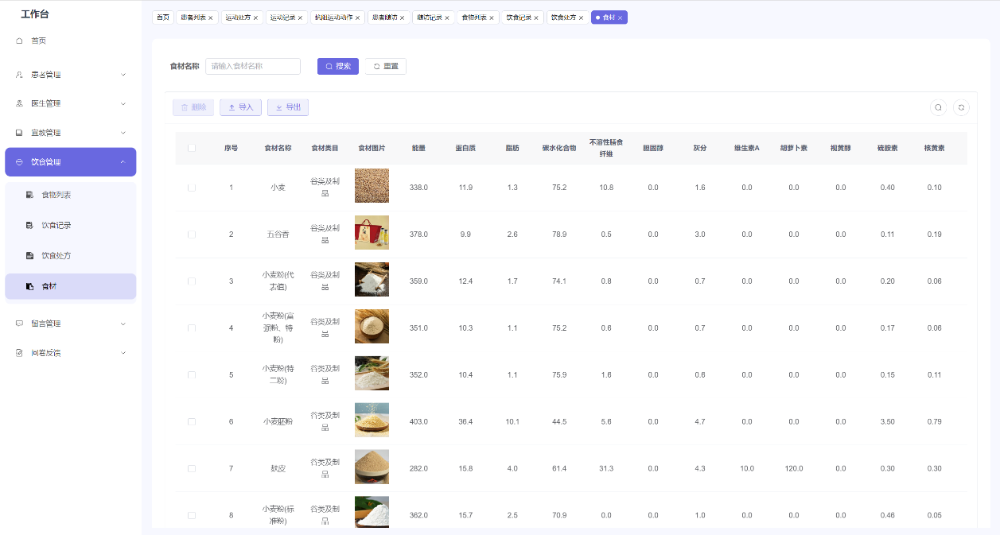 工作台
首页
患者管理
医生管理
宣教管理
饮食管理
食物列表
饮食记录
饮食处方
食材
留言管理
问卷反馈
首页 患者列表 × 运动处方 × 运动记录 × 抗阻运动动作 × 患者随访 × 随访记录 × 食物列表 × 饮食记录 × 饮食处方 × 食材 ×
食材名称 请输入食材名称 搜索 重置
删除 导入 导出
序号 食材名称 食材类目 食材图片 能量 蛋白质 脂肪 碳水化合物 不溶性膳食纤维 胆固醇 灰分 维生素A 胡萝卜素 视黄醇 硫胺素 核黄素
1 小麦 谷类及制品 338.0 11.9 1.3 75.2 10.8 0.0 1.6 0.0 0.0 0.0 0.40 0.10
2 五谷香 谷类及制品 378.0 9.9 2.6 78.9 0.5 0.0 3.0 0.0 0.0 0.0 0.11 0.19
3 小麦粉(代表值) 谷类及制品 359.0 12.4 1.7 74.1 0.8 0.0 0.7 0.0 0.0 0.0 0.20 0.06
4 小麦粉(富强粉、特粉) 谷类及制品 351.0 10.3 1.1 75.2 0.6 0.0 0.7 0.0 0.0 0.0 0.17 0.06
5 小麦粉(特二粉) 谷类及制品 352.0 10.4 1.1 75.9 1.6 0.0 0.6 0.0 0.0 0.0 0.15 0.11
6 小麦胚粉 谷类及制品 403.0 36.4 10.1 44.5 5.6 0.0 4.7 0.0 0.0 0.0 3.50 0.79
7 麸皮 谷类及制品 282.0 15.8 4.0 61.4 31.3 0.0 4.3 10.0 120.0 0.0 0.30 0.30
8 小麦粉(标准粉) 谷类及制品 362.0 15.7 2.5 70.9 0.0 0.0 1.0 0.0 0.0 0.0 0.46 0.05